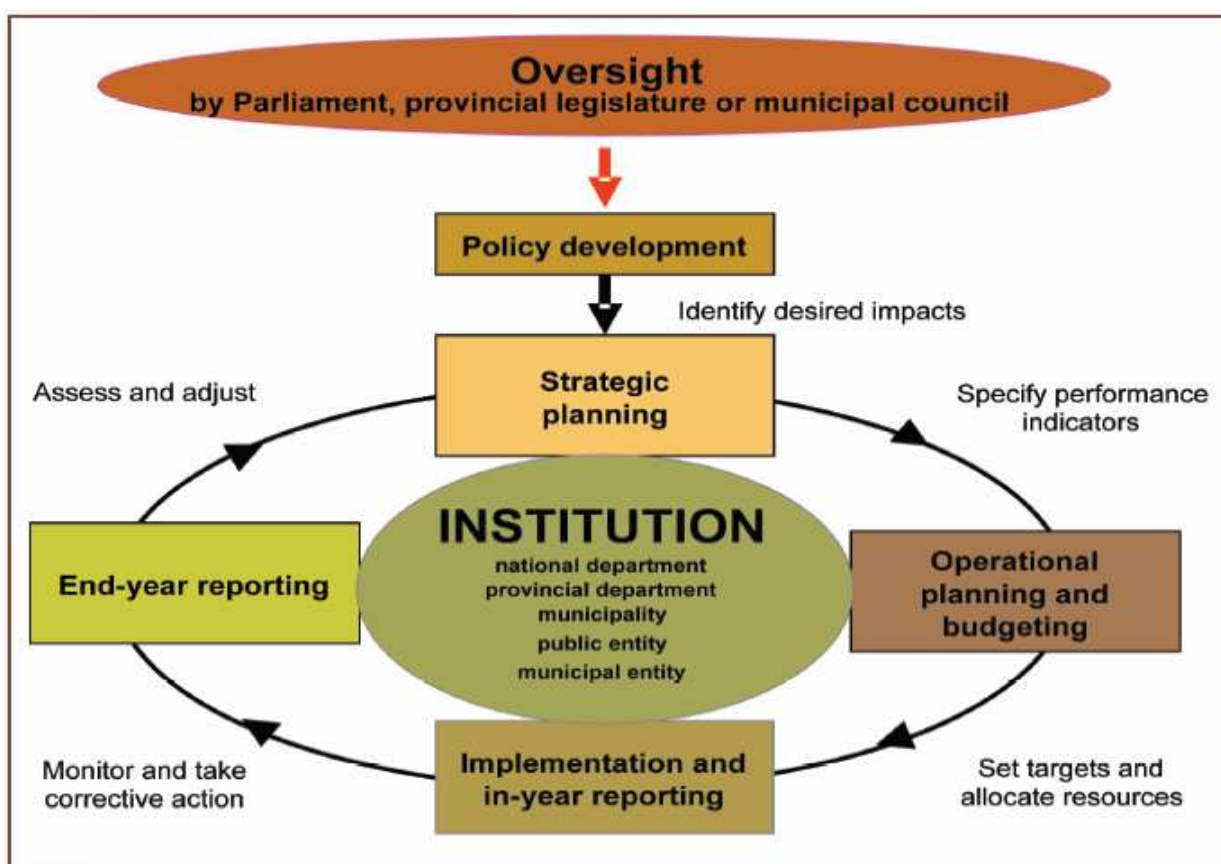 Oversight
by Parliament, provincial legislature or municipal council
Policy development
Identify desired impacts
Strategic
planning
Assess and adjust
Specify performance
indicators
INSTITUTION
national department
provincial department
municipality
public entity
municipal entity
End-year reporting
Operational
planning and
budgeting
Implementation and
in-year reporting
Monitor and take
corrective action
Set targets and
allocate resources